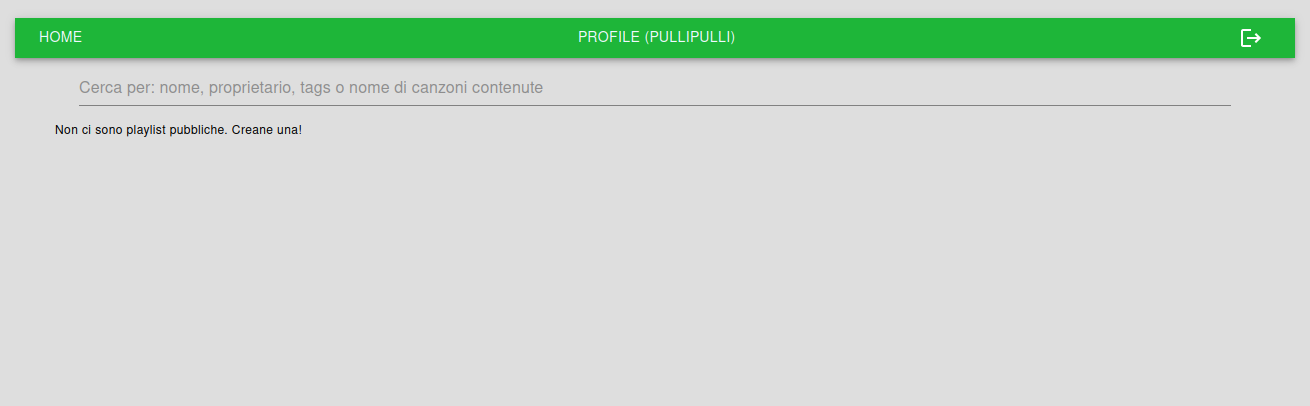 HOME PROFILE (PULLIPULLI)
Cerca per: nome, proprietario, tags o nome di canzoni contenute
Non ci sono playlist pubbliche. Creane una!